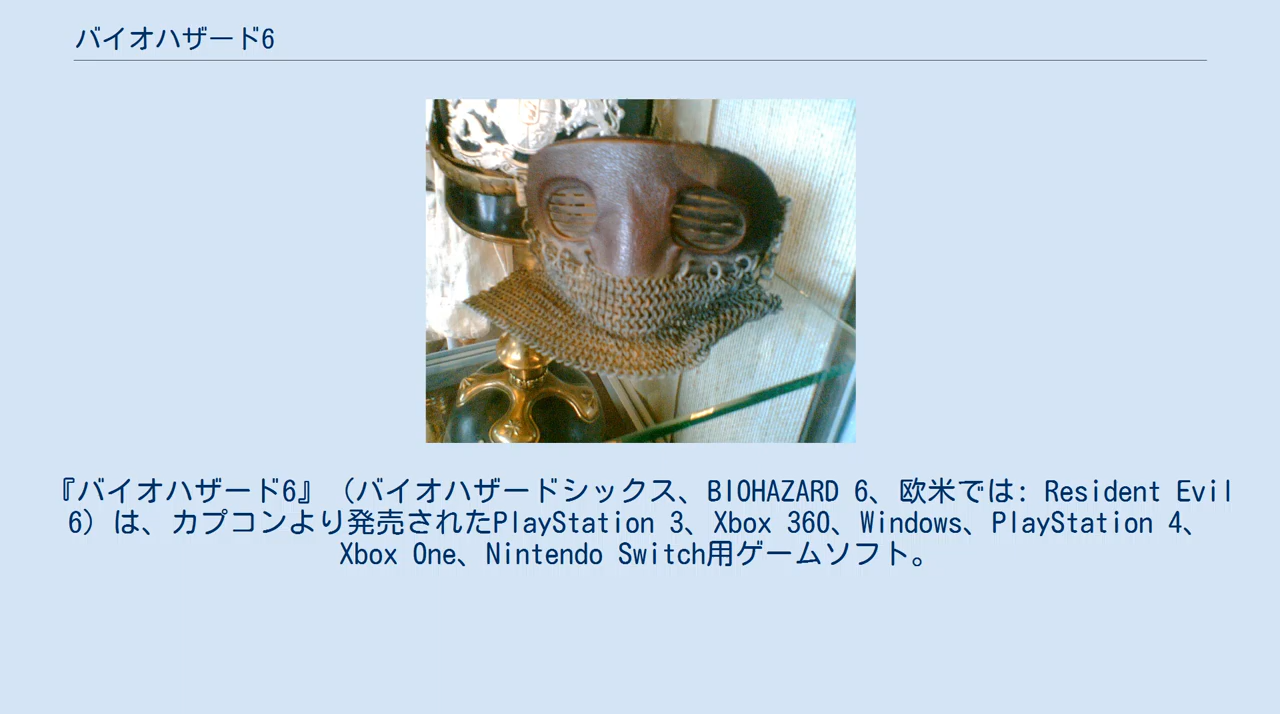 バイオハザード6
『バイオハザード6』（バイオハザードシックス、BIOHAZARD 6、欧米では: Resident Evil
6）は、カプコンより発売されたPlayStation 3、Xbox 360、Windows、PlayStation 4、
Xbox One、Nintendo Switch用ゲームソフト。